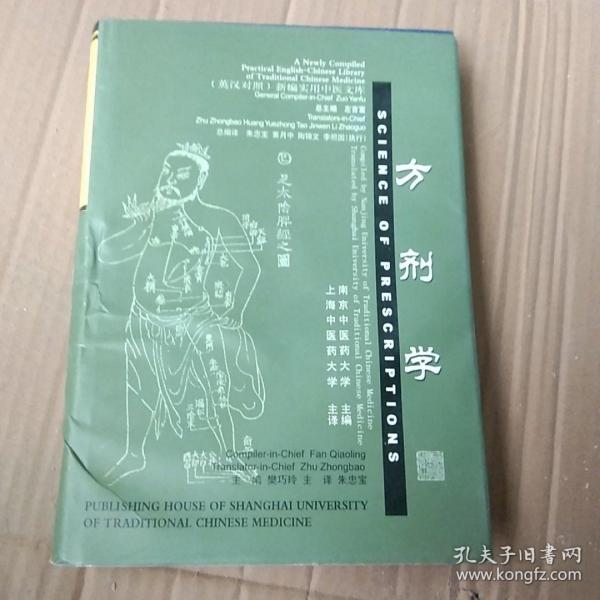 A Newly Compiled
Practical English-Chinese Library
of Traditional Chinese Medicine
(英汉对照)新编实用中医文库
General Compiler-in-Chief Zuo Yanfu
总主编 左言富
Translators-in-Chief
Zhu Zhongbao Huang Yuezhong Tao Jinwen Li Zhaoguo
总编译 朱忠宝 黄月中 陶锦文 李照国(执行)
方剂学
SCIENCE OF PRESCRIPTIONS
Compiled by Nanjing University of Traditional Chinese Medicine
Translated by Shanghai University of Traditional Chinese Medicine
南京中医药大学 主编
上海中医药大学 主译
足太陰脾經之圖
Compiler-in-Chief Fan Qiaoling
Translator-in-Chief Zhu Zhongbao
主 编 樊巧玲 主 译 朱忠宝
PUBLISHING HOUSE OF SHANGHAI UNIVERSITY
OF TRADITIONAL CHINESE MEDICINE
孔夫子旧书网
www.kongfz.com